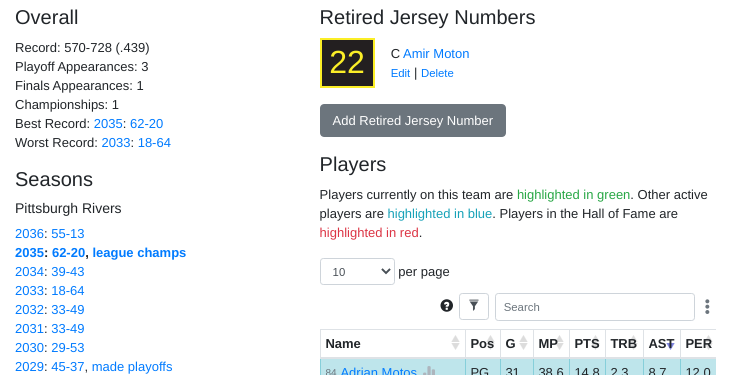 Overall
Record: 570-728 (.439)
Playoff Appearances: 3
Finals Appearances: 1
Championships: 1
Best Record: 2035: 62-20
Worst Record: 2033: 18-64
Seasons
Pittsburgh Rivers
2036: 55-13
2035: 62-20, league champs
2034: 39-43
2033: 18-64
2032: 33-49
2031: 33-49
2030: 29-53
2029: 45-37, made playoffs
Retired Jersey Numbers
22
C Amir Moton
Edit | Delete
Add Retired Jersey Number
Players
Players currently on this team are highlighted in green. Other active
players are highlighted in blue. Players in the Hall of Fame are
highlighted in red.
10 per page
? Search
Name Pos G MP PTS TRB AST PER
84 Adrian Motos PG 31 38.6 14.8 2.3 8.7 12.0